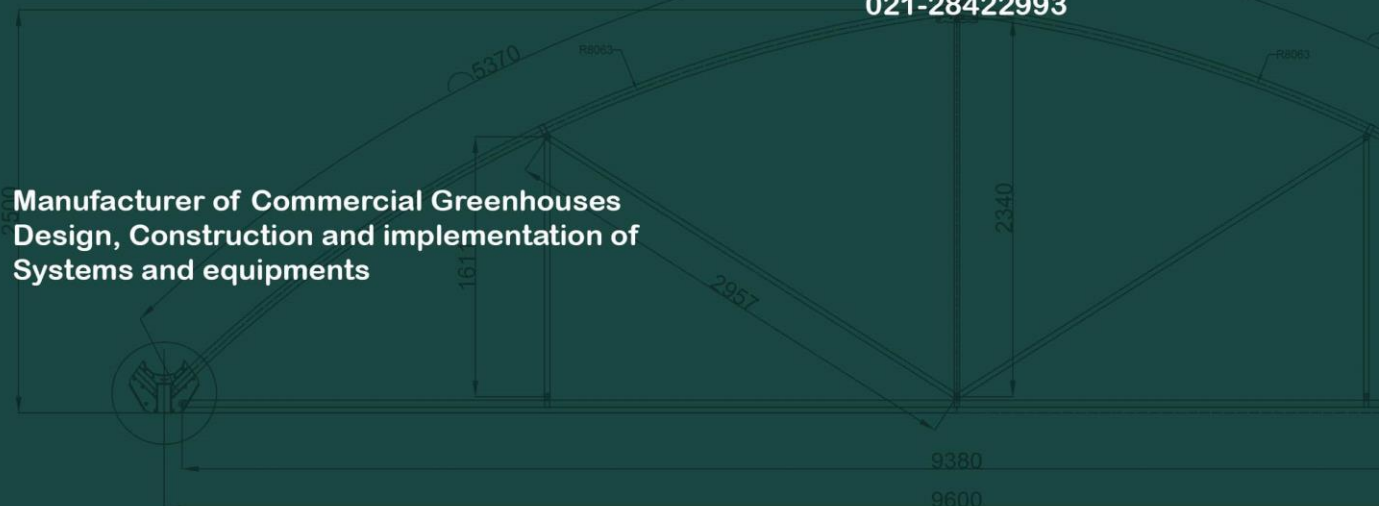 021-28422993
5370
R8063
R8063
2500
Manufacturer of Commercial Greenhouses
Design, Construction and implementation of
Systems and equipments
2340
2957
9380
9600